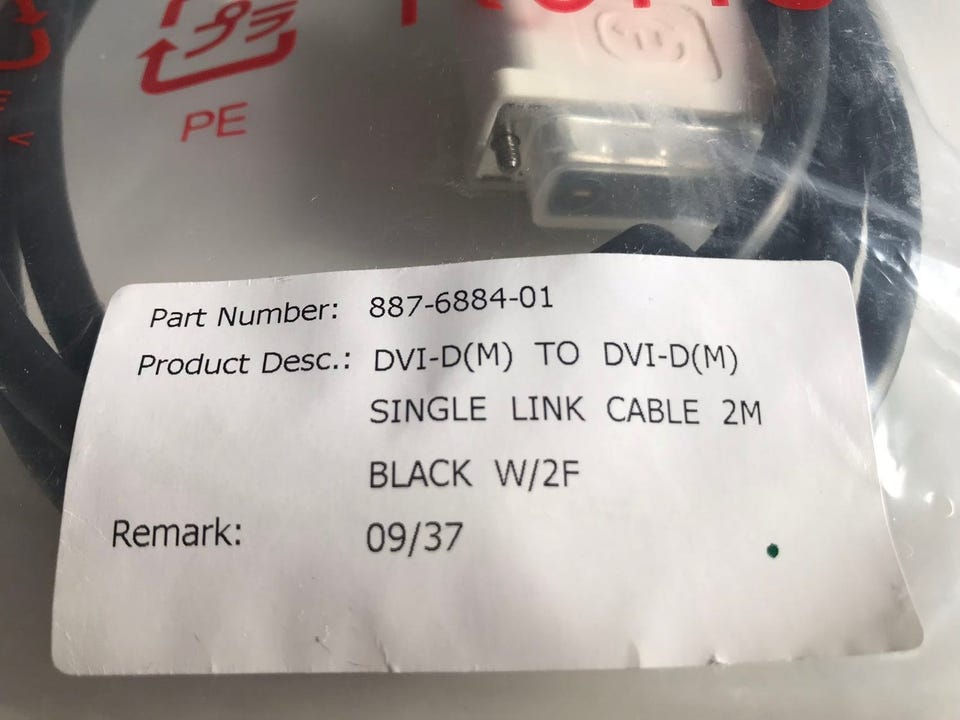 RoHS
PE
Part Number: 887-6884-01
Product Desc.: DVI-D(M) TO DVI-D(M)
SINGLE LINK CABLE 2M
BLACK W/2F
Remark: 09/37